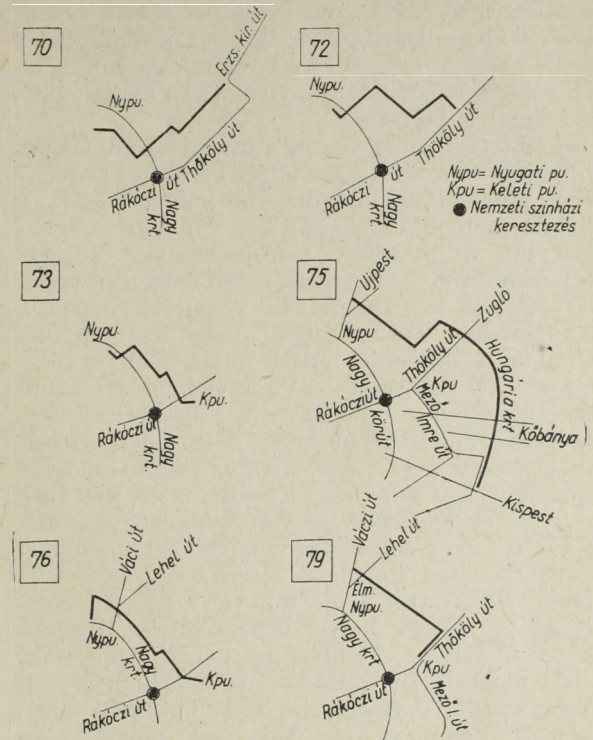 70
Erzs. kir. út
Nypu.
Rákóczi út
Thököly út
Nagy krt.
72
Nypu.
Thököly út
Rákóczi út
Nagy krt.
Nypu= Nyugati pu.
Kpu = Keleti pu.
Nemzeti szinházi
keresztezés
73
Nypu.
Kpu.
Rákóczi út
Nagy krt.
75
Ujpest
Nypu
Zugló
Nagy körút
Thököly út
Hungária krt
Kpu
Rákóczi út
Mező Imre út
Kőbánya
Kispest
76
Váci út
Lehel út
Nypu.
Nagy krt.
Kpu.
Rákóczi út
79
Váczi út
Lehel út
Élm.
Nypu.
Nagy krt
Thököly út
Kpu
Rákóczi út
Mező I. út